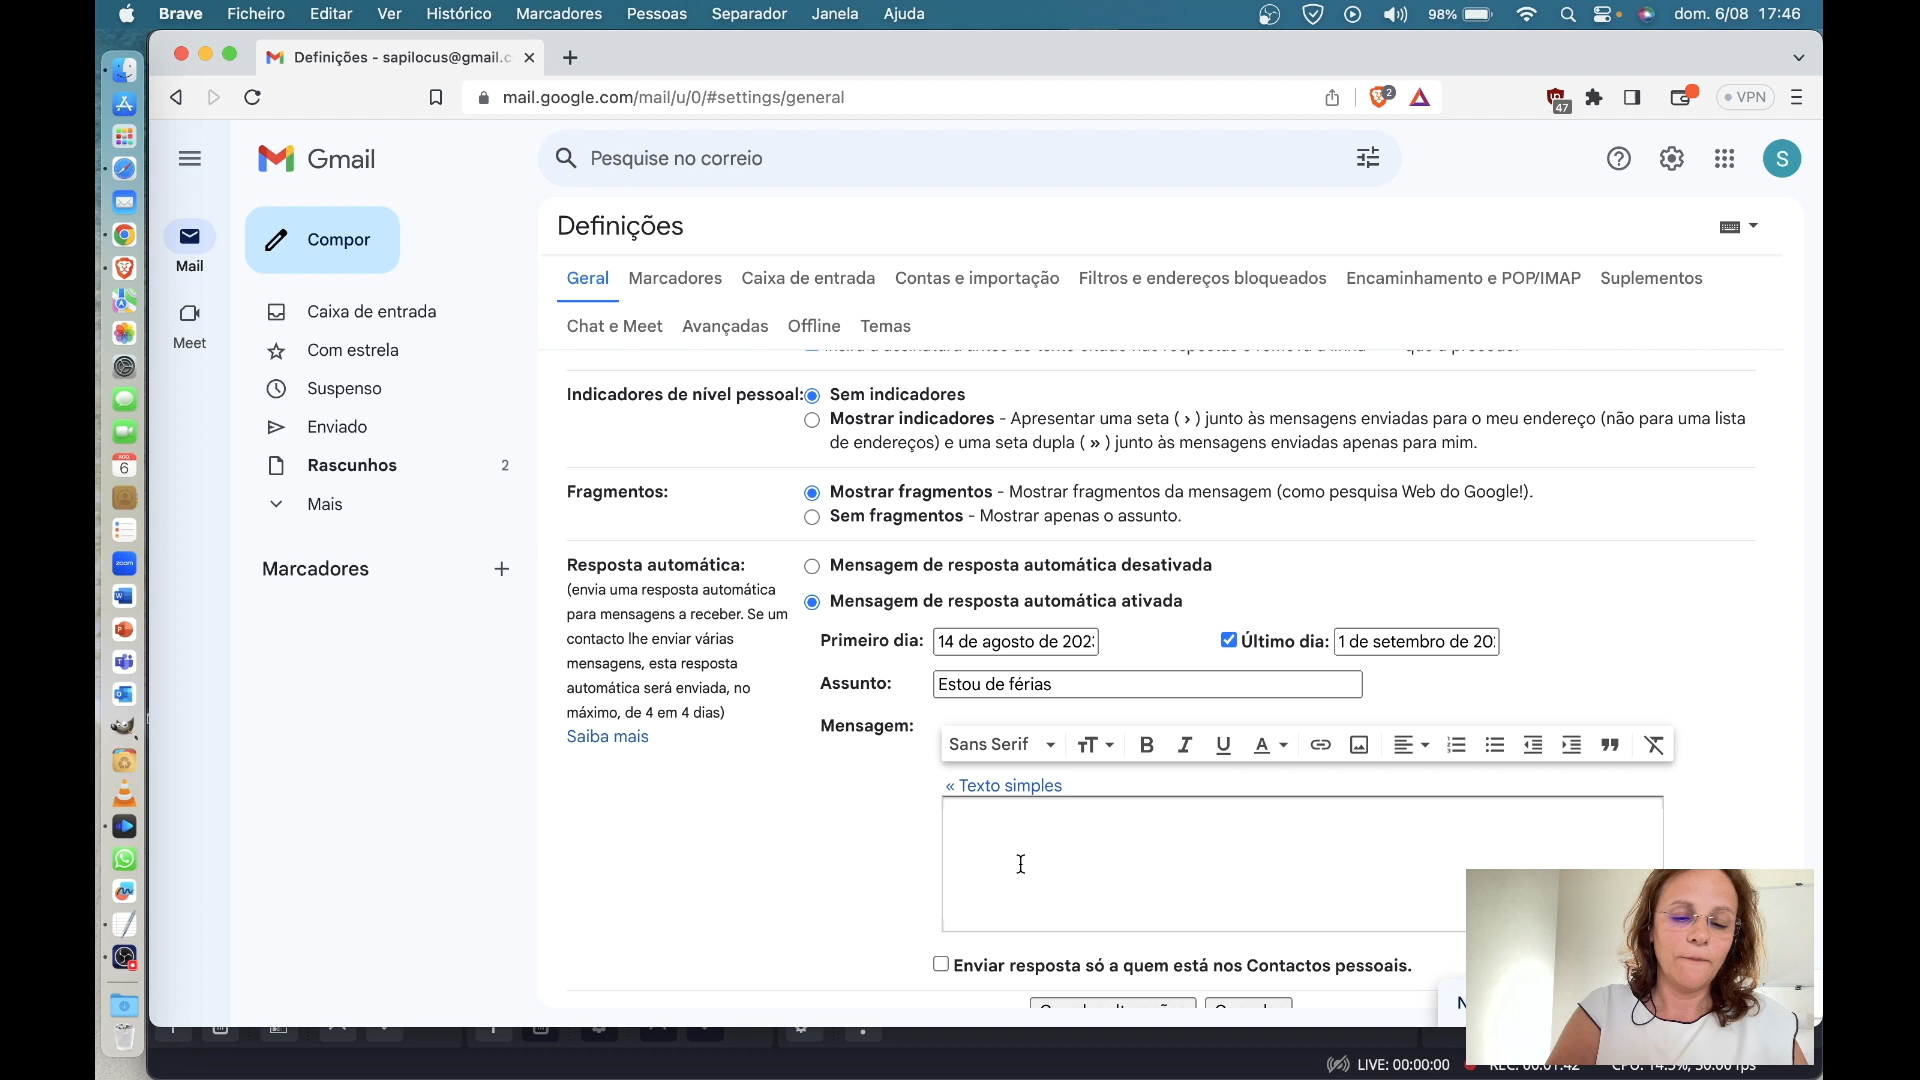 Brave Ficheiro Editar Ver Histórico Marcadores Pessoas Separador Janela Ajuda 98% dom. 6/08 17:46
Definições - sapilocus@gmail.c
mail.google.com/mail/u/0/#settings/general 2 47 VPN
Gmail Pesquise no correio S
Compor
Mail
Meet
Caixa de entrada
Com estrela
Suspenso
Enviado
Rascunhos 2
Mais
Marcadores
Definições
Geral Marcadores Caixa de entrada Contas e importação Filtros e endereços bloqueados Encaminhamento e POP/IMAP Suplementos
Chat e Meet Avançadas Offline Temas
Indicadores de nível pessoal: Sem indicadores
Mostrar indicadores - Apresentar uma seta ( › ) junto às mensagens enviadas para o meu endereço (não para uma lista
de endereços) e uma seta dupla ( » ) junto às mensagens enviadas apenas para mim.
Fragmentos: Mostrar fragmentos - Mostrar fragmentos da mensagem (como pesquisa Web do Google!).
Sem fragmentos - Mostrar apenas o assunto.
Resposta automática:
(envia uma resposta automática
para mensagens a receber. Se um
contacto lhe enviar várias
mensagens, esta resposta
automática será enviada, no
máximo, de 4 em 4 dias)
Saiba mais
Mensagem de resposta automática desativada
Mensagem de resposta automática ativada
Primeiro dia: 14 de agosto de 202 Último dia: 1 de setembro de 20
Assunto: Estou de férias
Mensagem:
Sans Serif
« Texto simples
Enviar resposta só a quem está nos Contactos pessoais.
AGO.
6
zoom
LIVE: 00:00:00